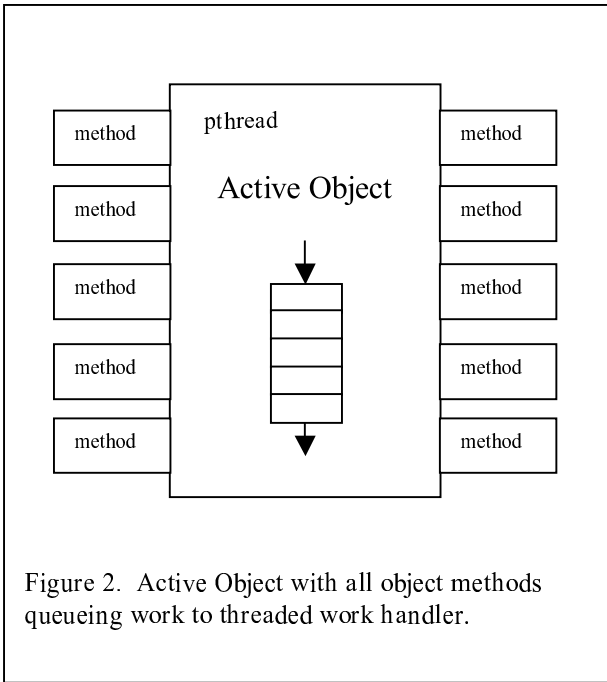 pthread
Active Object
method
method
method
method
method
method
method
method
method
method
Figure 2.  Active Object with all object methods
queueing work to threaded work handler.